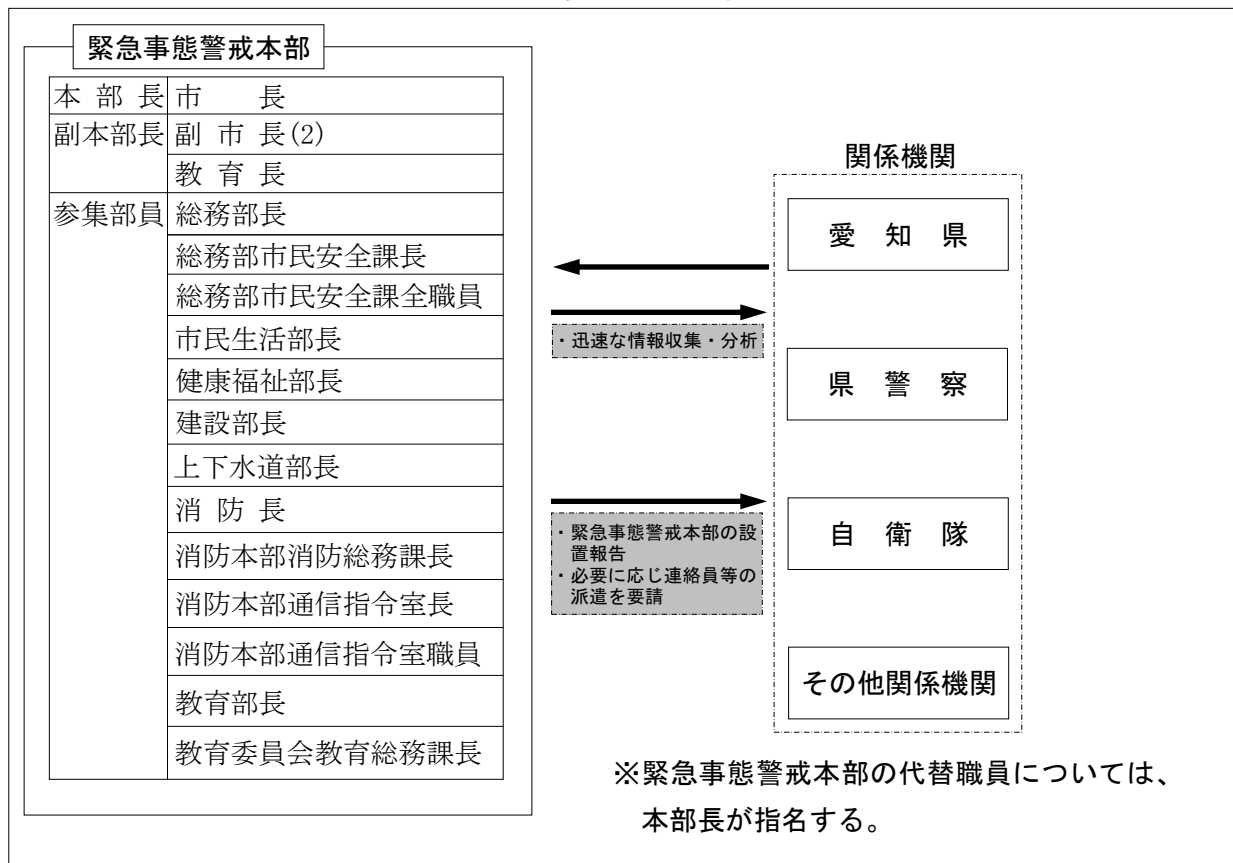 緊急事態警戒本部
本部長 市　　長
副本部長 副 市 長(2)
教 育 長
参集部員 総務部長
総務部市民安全課長
総務部市民安全課全職員
市民生活部長
健康福祉部長
建設部長
上下水道部長
消 防 長
消防本部消防総務課長
消防本部通信指令室長
消防本部通信指令室職員
教育部長
教育委員会教育総務課長
・迅速な情報収集・分析
・緊急事態警戒本部の設
置報告
・必要に応じ連絡員等の
派遣を要請
関係機関
愛　知　県
県　警　察
自　衛　隊
その他関係機関
※緊急事態警戒本部の代替職員については、
本部長が指名する。